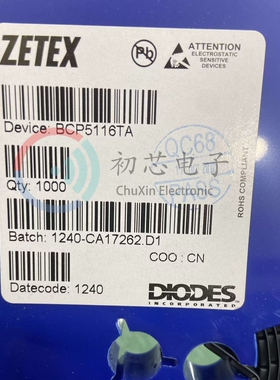 ZETEX
Pb
ATTENTION
ELECTROSTATIC
SENSITIVE
DEVICES
Device: BCP5116TA
QC68
初芯电子
ChuXin Electronic
Qty: 1000
PASS
ROHS COMPLIANT
Batch: 1240-CA17262.D1
COO : CN
Datecode: 1240
DIODES
INCORPORATED